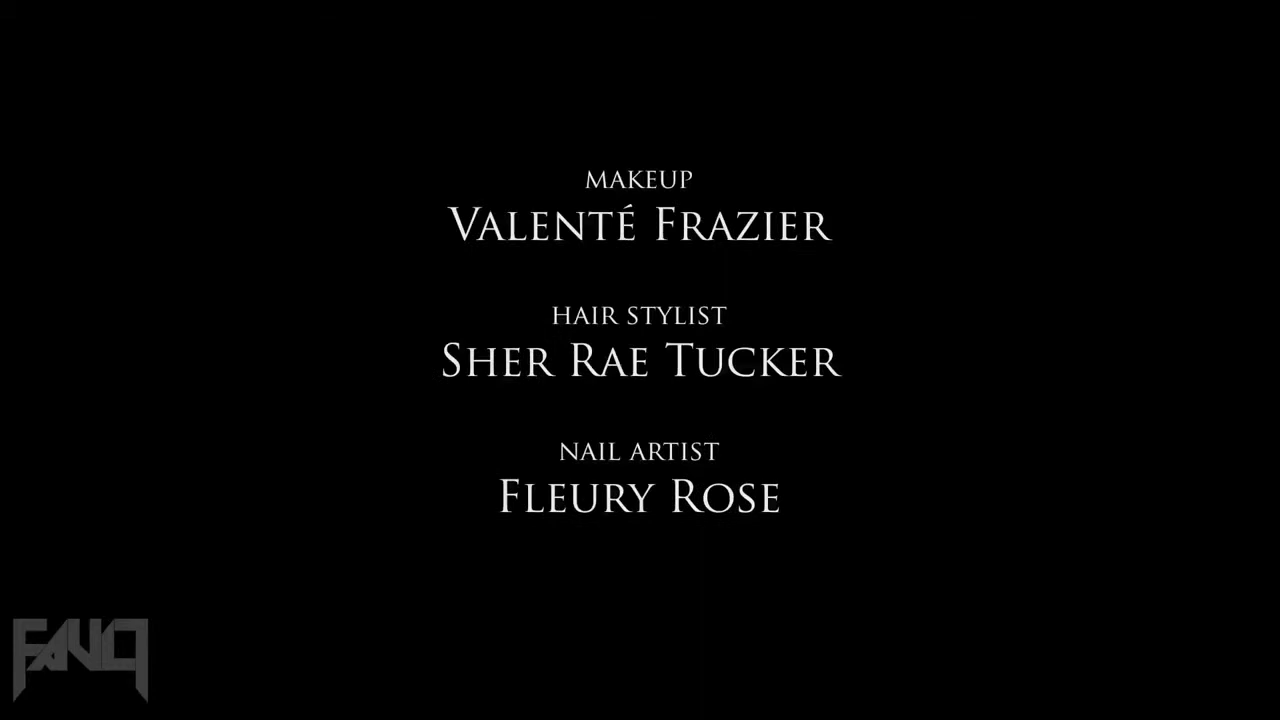 MAKEUP
VALENTÉ FRAZIER
HAIR STYLIST
SHER RAE TUCKER
NAIL ARTIST
FLEURY ROSE